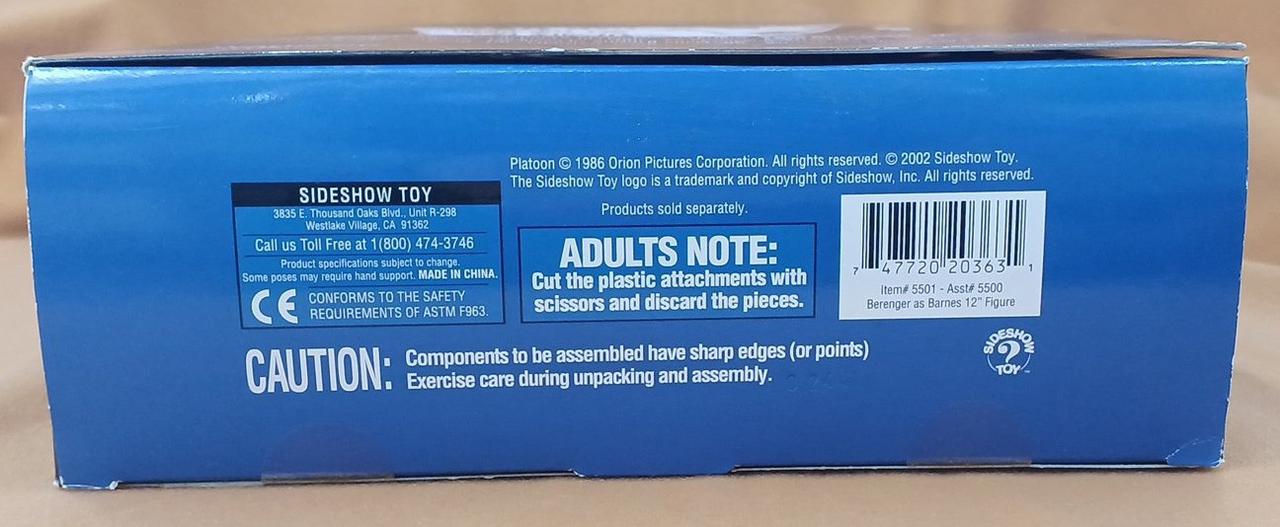 Platoon © 1986 Orion Pictures Corporation. All rights reserved. © 2002 Sideshow Toy.
The Sideshow Toy logo is a trademark and copyright of Sideshow, Inc. All rights reserved.
Products sold separately.
SIDESHOW TOY
3835 E. Thousand Oaks Blvd., Unit R-298
Westlake Village, CA 91362
Call us Toll Free at 1(800) 474-3746
Product specifications subject to change.
Some poses may require hand support. MADE IN CHINA.
CE CONFORMS TO THE SAFETY
REQUIREMENTS OF ASTM F963.
ADULTS NOTE:
Cut the plastic attachments with
scissors and discard the pieces.
7 47720 20363 1
Item# 5501 - Asst# 5500
Berenger as Barnes 12" Figure
CAUTION: Components to be assembled have sharp edges (or points)
Exercise care during unpacking and assembly.
SIDESHOW
?
TOY™